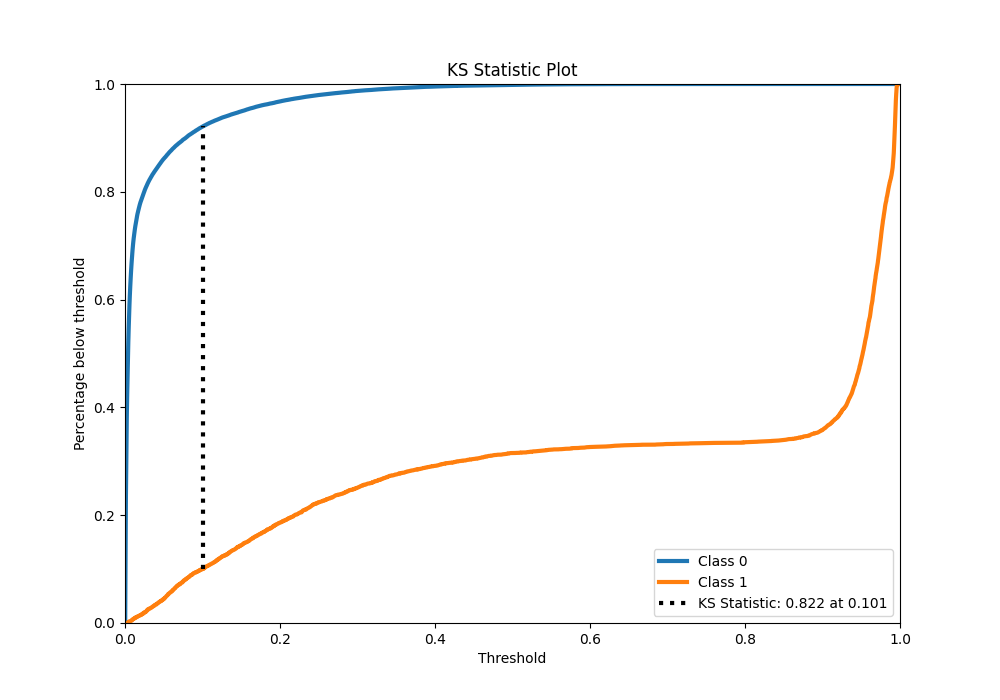 KS Statistic Plot
1.0
0.8
0.6
0.4
0.2
0.0
Percentage below threshold
0.0 0.2 0.4 0.6 0.8 1.0
Threshold
Class 0
Class 1
KS Statistic: 0.822 at 0.101